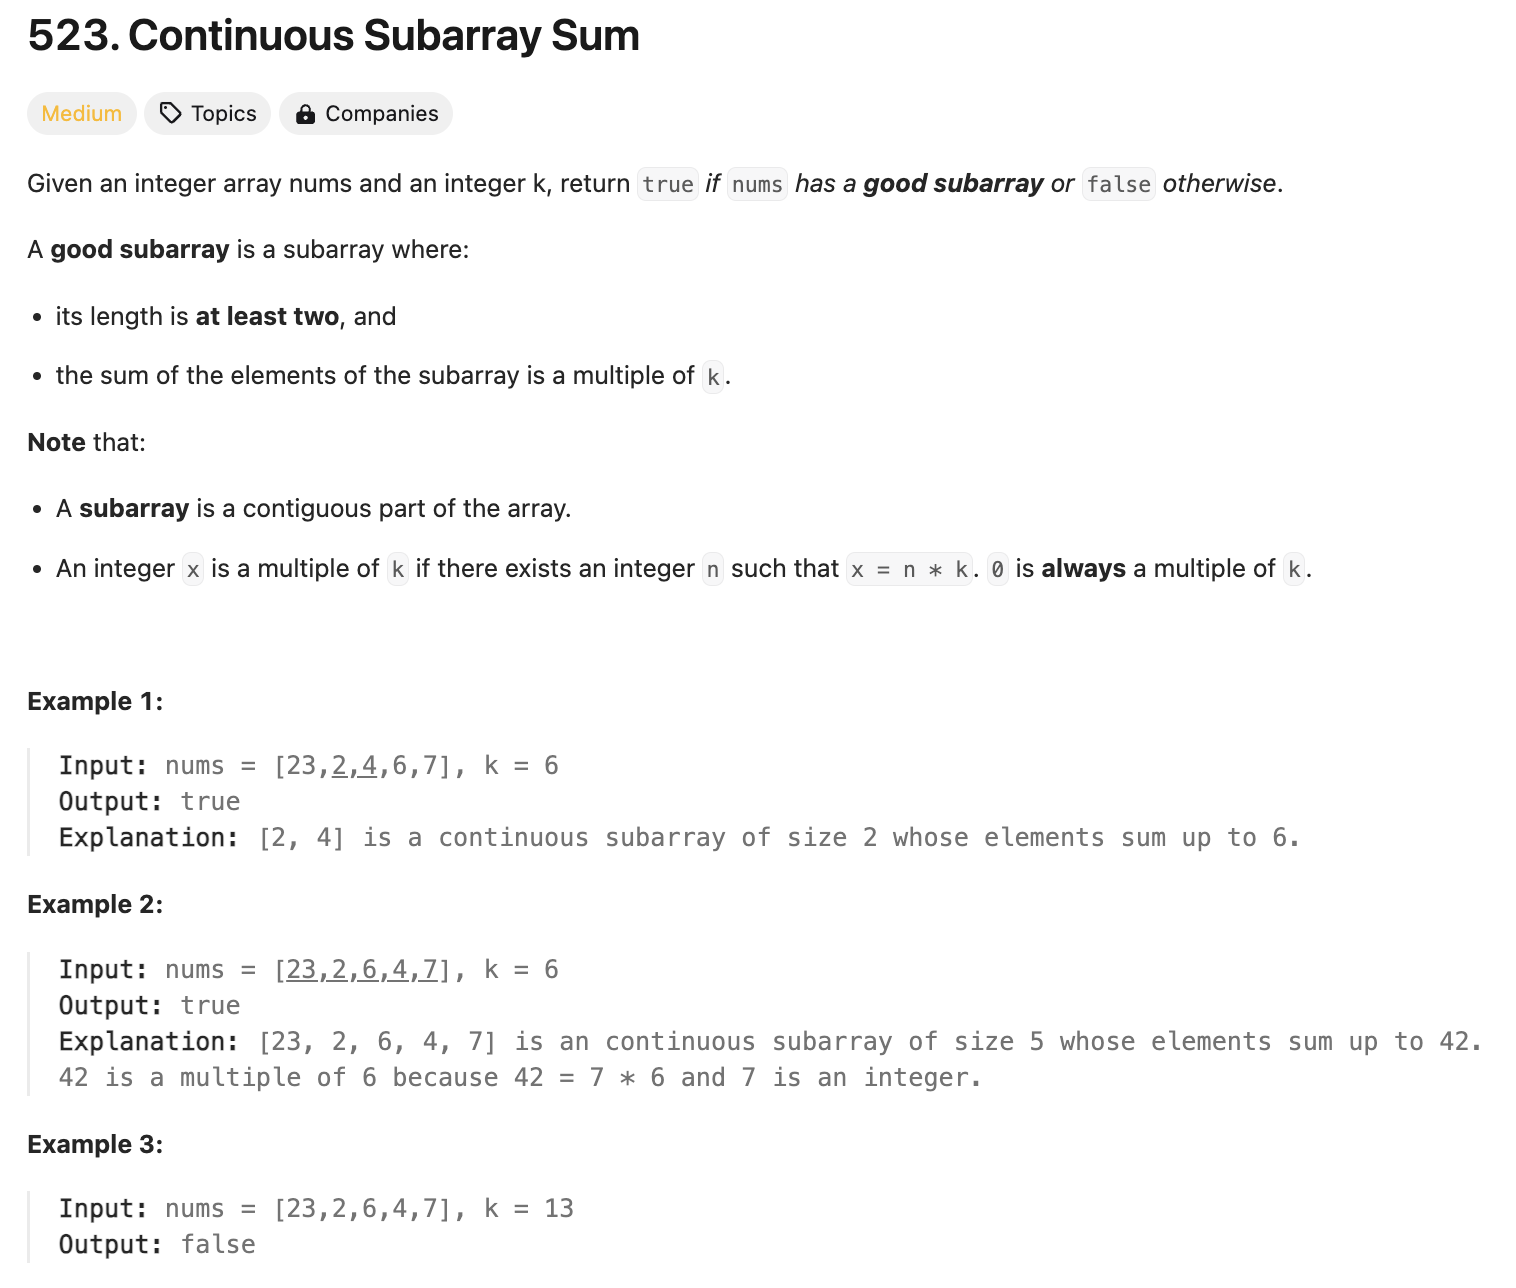 523. Continuous Subarray Sum
Medium Topics Companies
Given an integer array nums and an integer k, return true if nums has a good subarray or false otherwise.
A good subarray is a subarray where:
• its length is at least two, and
• the sum of the elements of the subarray is a multiple of k.
Note that:
• A subarray is a contiguous part of the array.
• An integer x is a multiple of k if there exists an integer n such that x = n * k. 0 is always a multiple of k.
Example 1:
Input: nums = [23,2,4,6,7], k = 6
Output: true
Explanation: [2, 4] is a continuous subarray of size 2 whose elements sum up to 6.
Example 2:
Input: nums = [23,2,6,4,7], k = 6
Output: true
Explanation: [23, 2, 6, 4, 7] is an continuous subarray of size 5 whose elements sum up to 42.
42 is a multiple of 6 because 42 = 7 * 6 and 7 is an integer.
Example 3:
Input: nums = [23,2,6,4,7], k = 13
Output: false